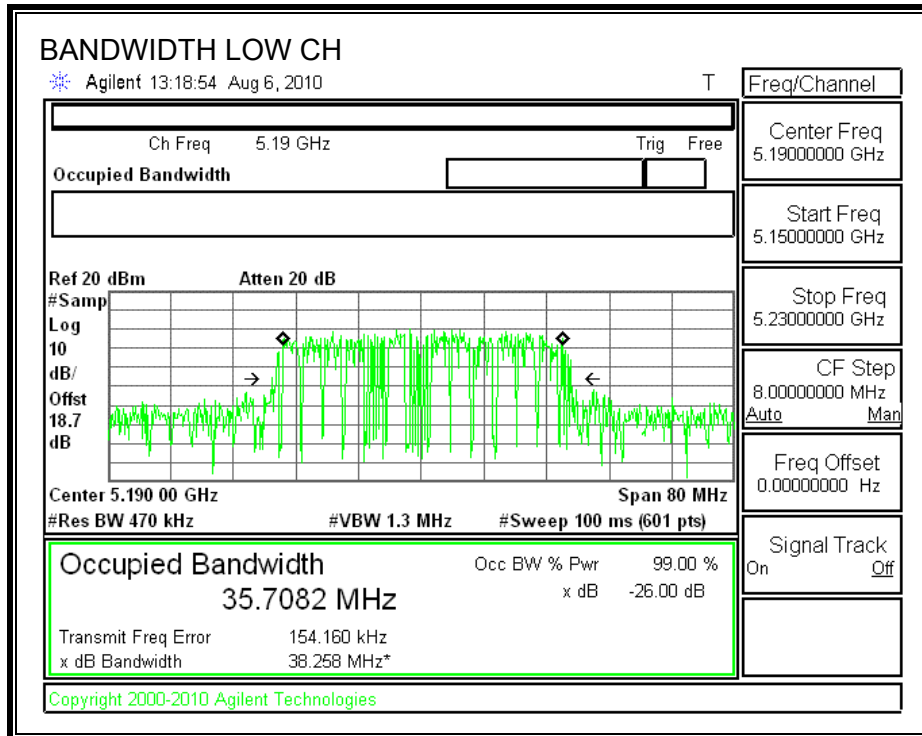 BANDWIDTH LOW CH
Agilent 13:18:54 Aug 6, 2010 T
Freq/Channel
Ch Freq 5.19 GHz Trig Free
Occupied Bandwidth
Center Freq
5.19000000 GHz
Start Freq
5.15000000 GHz
Stop Freq
5.23000000 GHz
CF Step
8.00000000 MHz
Auto Man
Freq Offset
0.00000000 Hz
Signal Track
On Off
Ref 20 dBm Atten 20 dB
#Samp
Log
10
dB/
Offst
18.7
dB
Center 5.190 00 GHz Span 80 MHz
#Res BW 470 kHz #VBW 1.3 MHz #Sweep 100 ms (601 pts)
Occupied Bandwidth Occ BW % Pwr 99.00 %
35.7082 MHz x dB -26.00 dB
Transmit Freq Error 154.160 kHz
x dB Bandwidth 38.258 MHz*
Copyright 2000-2010 Agilent Technologies